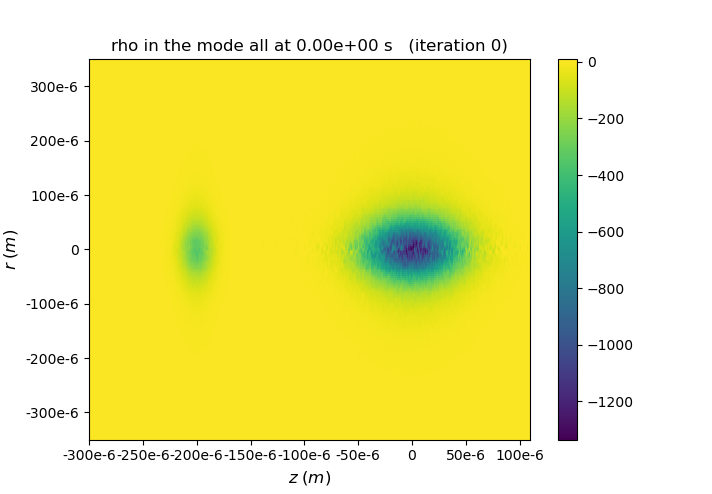 rho in the mode all at 0.00e+00 s   (iteration 0)
300e-6
200e-6
100e-6
0
-100e-6
-200e-6
-300e-6
r (m)
-300e-6 -250e-6 -200e-6 -150e-6 -100e-6 -50e-6 0 50e-6 100e-6
z (m)
0
−200
−400
−600
−800
−1000
−1200